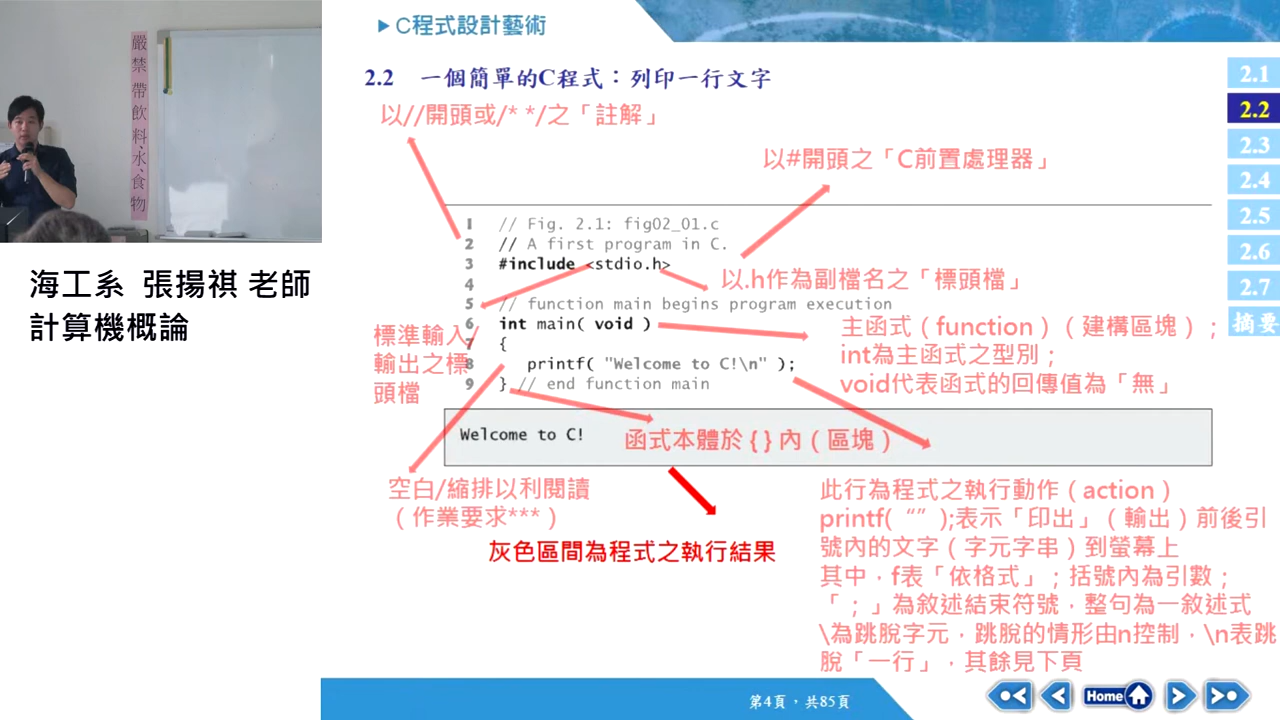 嚴禁帶飲料、水、食物
海工系 張揚祺 老師
計算機概論
C程式設計藝術
2.2 一個簡單的C程式：列印一行文字
以//開頭或/* */之「註解」
以#開頭之「C前置處理器」
1 // Fig. 2.1: fig02_01.c
2 // A first program in C.
3 #include <stdio.h>
以.h作為副檔名之「標頭檔」
4
5 // function main begins program execution
6 int main( void )
7 {
8 printf( "Welcome to C!\n" );
9 } // end function main
標準輸入/
輸出之標
頭檔
主函式（function）（建構區塊）；
int為主函式之型別；
void代表函式的回傳值為「無」
Welcome to C!
函式本體於 { } 內（區塊）
空白/縮排以利閱讀
（作業要求***）
灰色區間為程式之執行結果
此行為程式之執行動作（action）
printf( “” );表示「印出」（輸出）前後引
號內的文字（字元字串）到螢幕上
其中，f表「依格式」；括號內為引數；
「；」為敘述結束符號，整句為一敘述式
\為跳脫字元，跳脫的情形由n控制，\n表跳
脫「一行」，其餘見下頁
2.1
2.2
2.3
2.4
2.5
2.6
2.7
摘要
第4頁，共85頁
Home